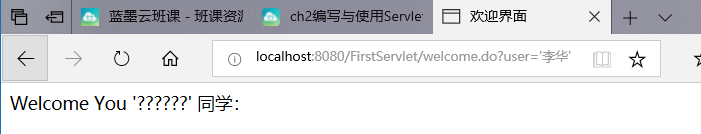 蓝墨云班课 - 班课资源
ch2编写与使用Servlet
欢迎界面
localhost:8080/FirstServlet/welcome.do?user='李华'
Welcome You '??????' 同学：